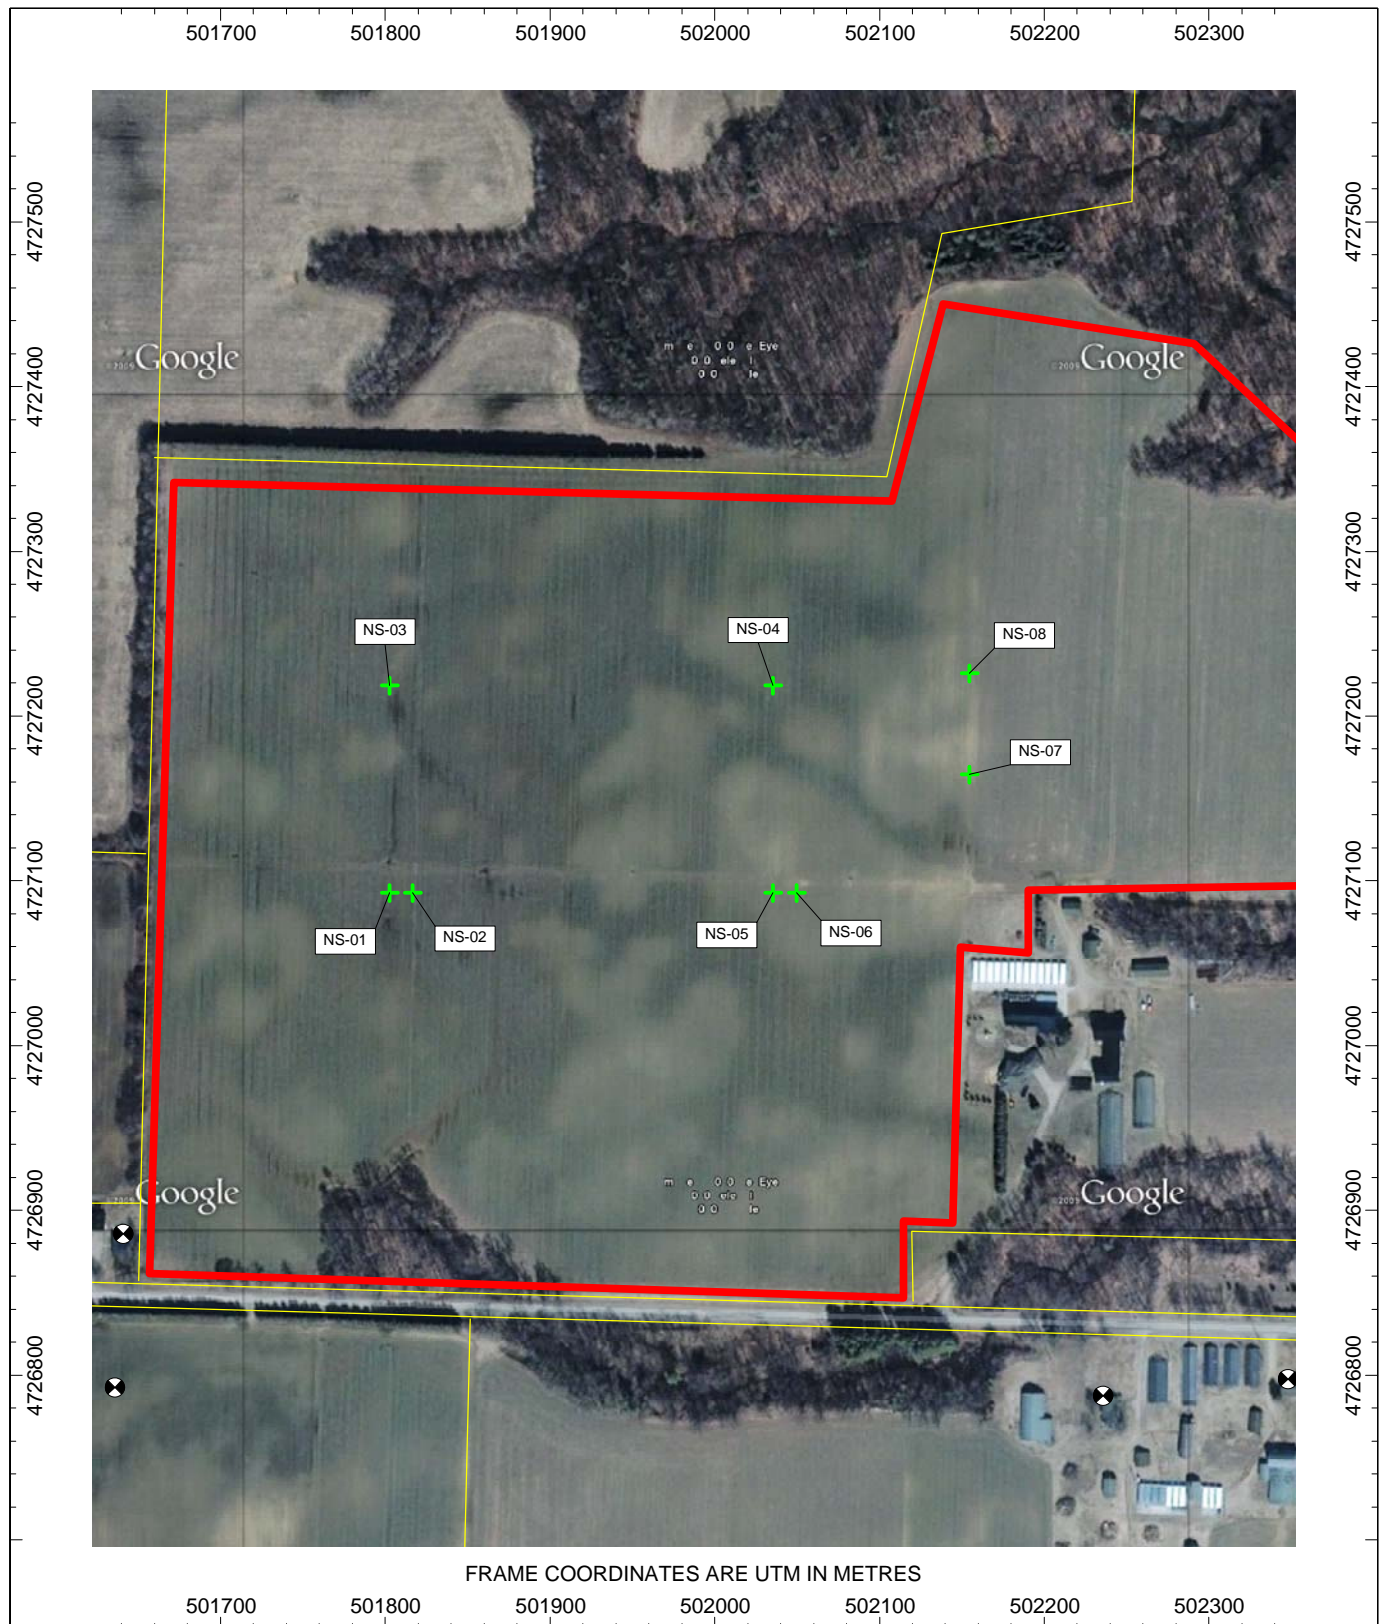 501700 501800 501900 502000 502100 502200 502300
4727500 4727500
Google Google
4727400 4727400
4727300 4727300
NS-03 NS-04 NS-08
4727200 4727200
NS-07
4727100 4727100
NS-01 NS-02 NS-05 NS-06
4727000 4727000
Google Google
4726900 4726900
4726800 4726800
FRAME COORDINATES ARE UTM IN METRES
501700 501800 501900 502000 502100 502200 502300